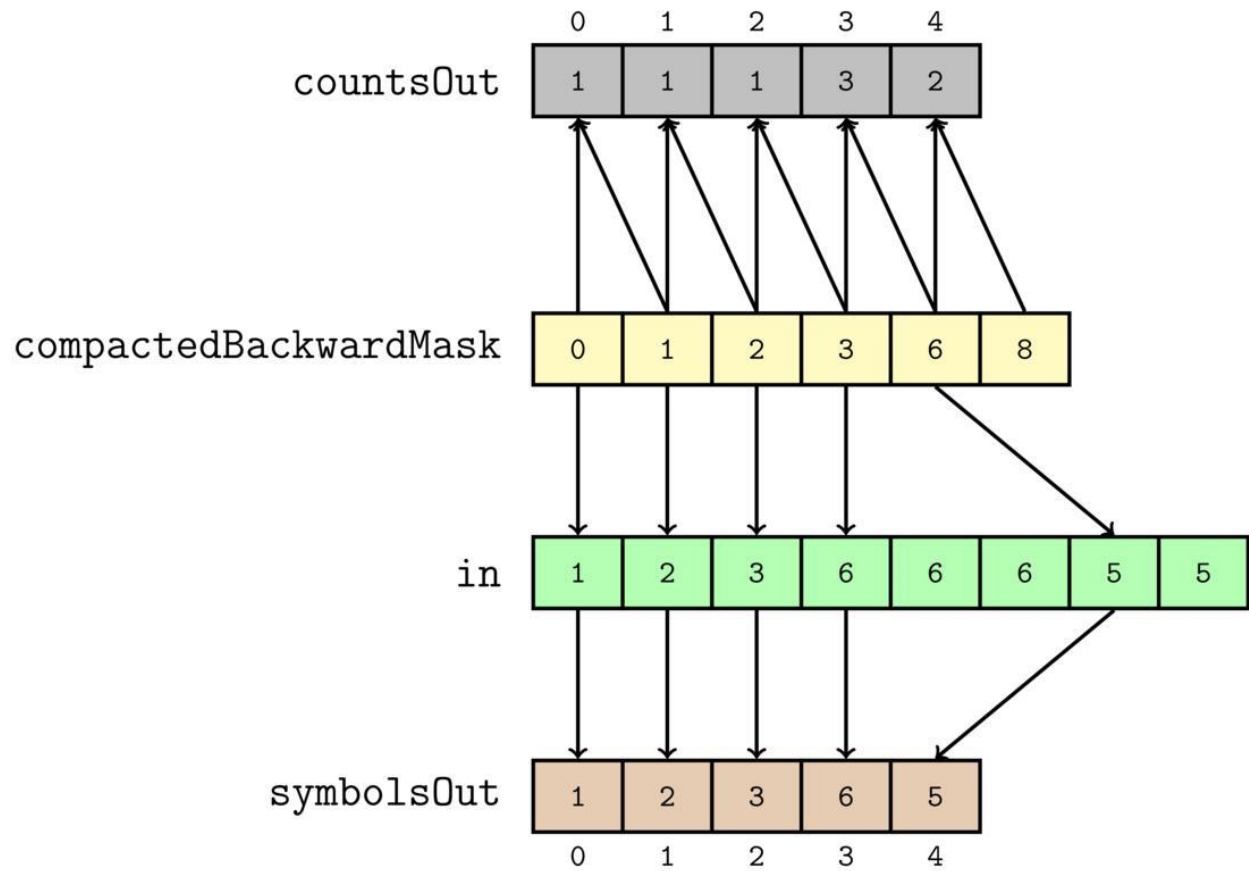 0 1 2 3 4
countsOut 1 1 1 3 2
compactedBackwardMask 0 1 2 3 6 8
in 1 2 3 6 6 6 5 5
symbolsOut 1 2 3 6 5
0 1 2 3 4